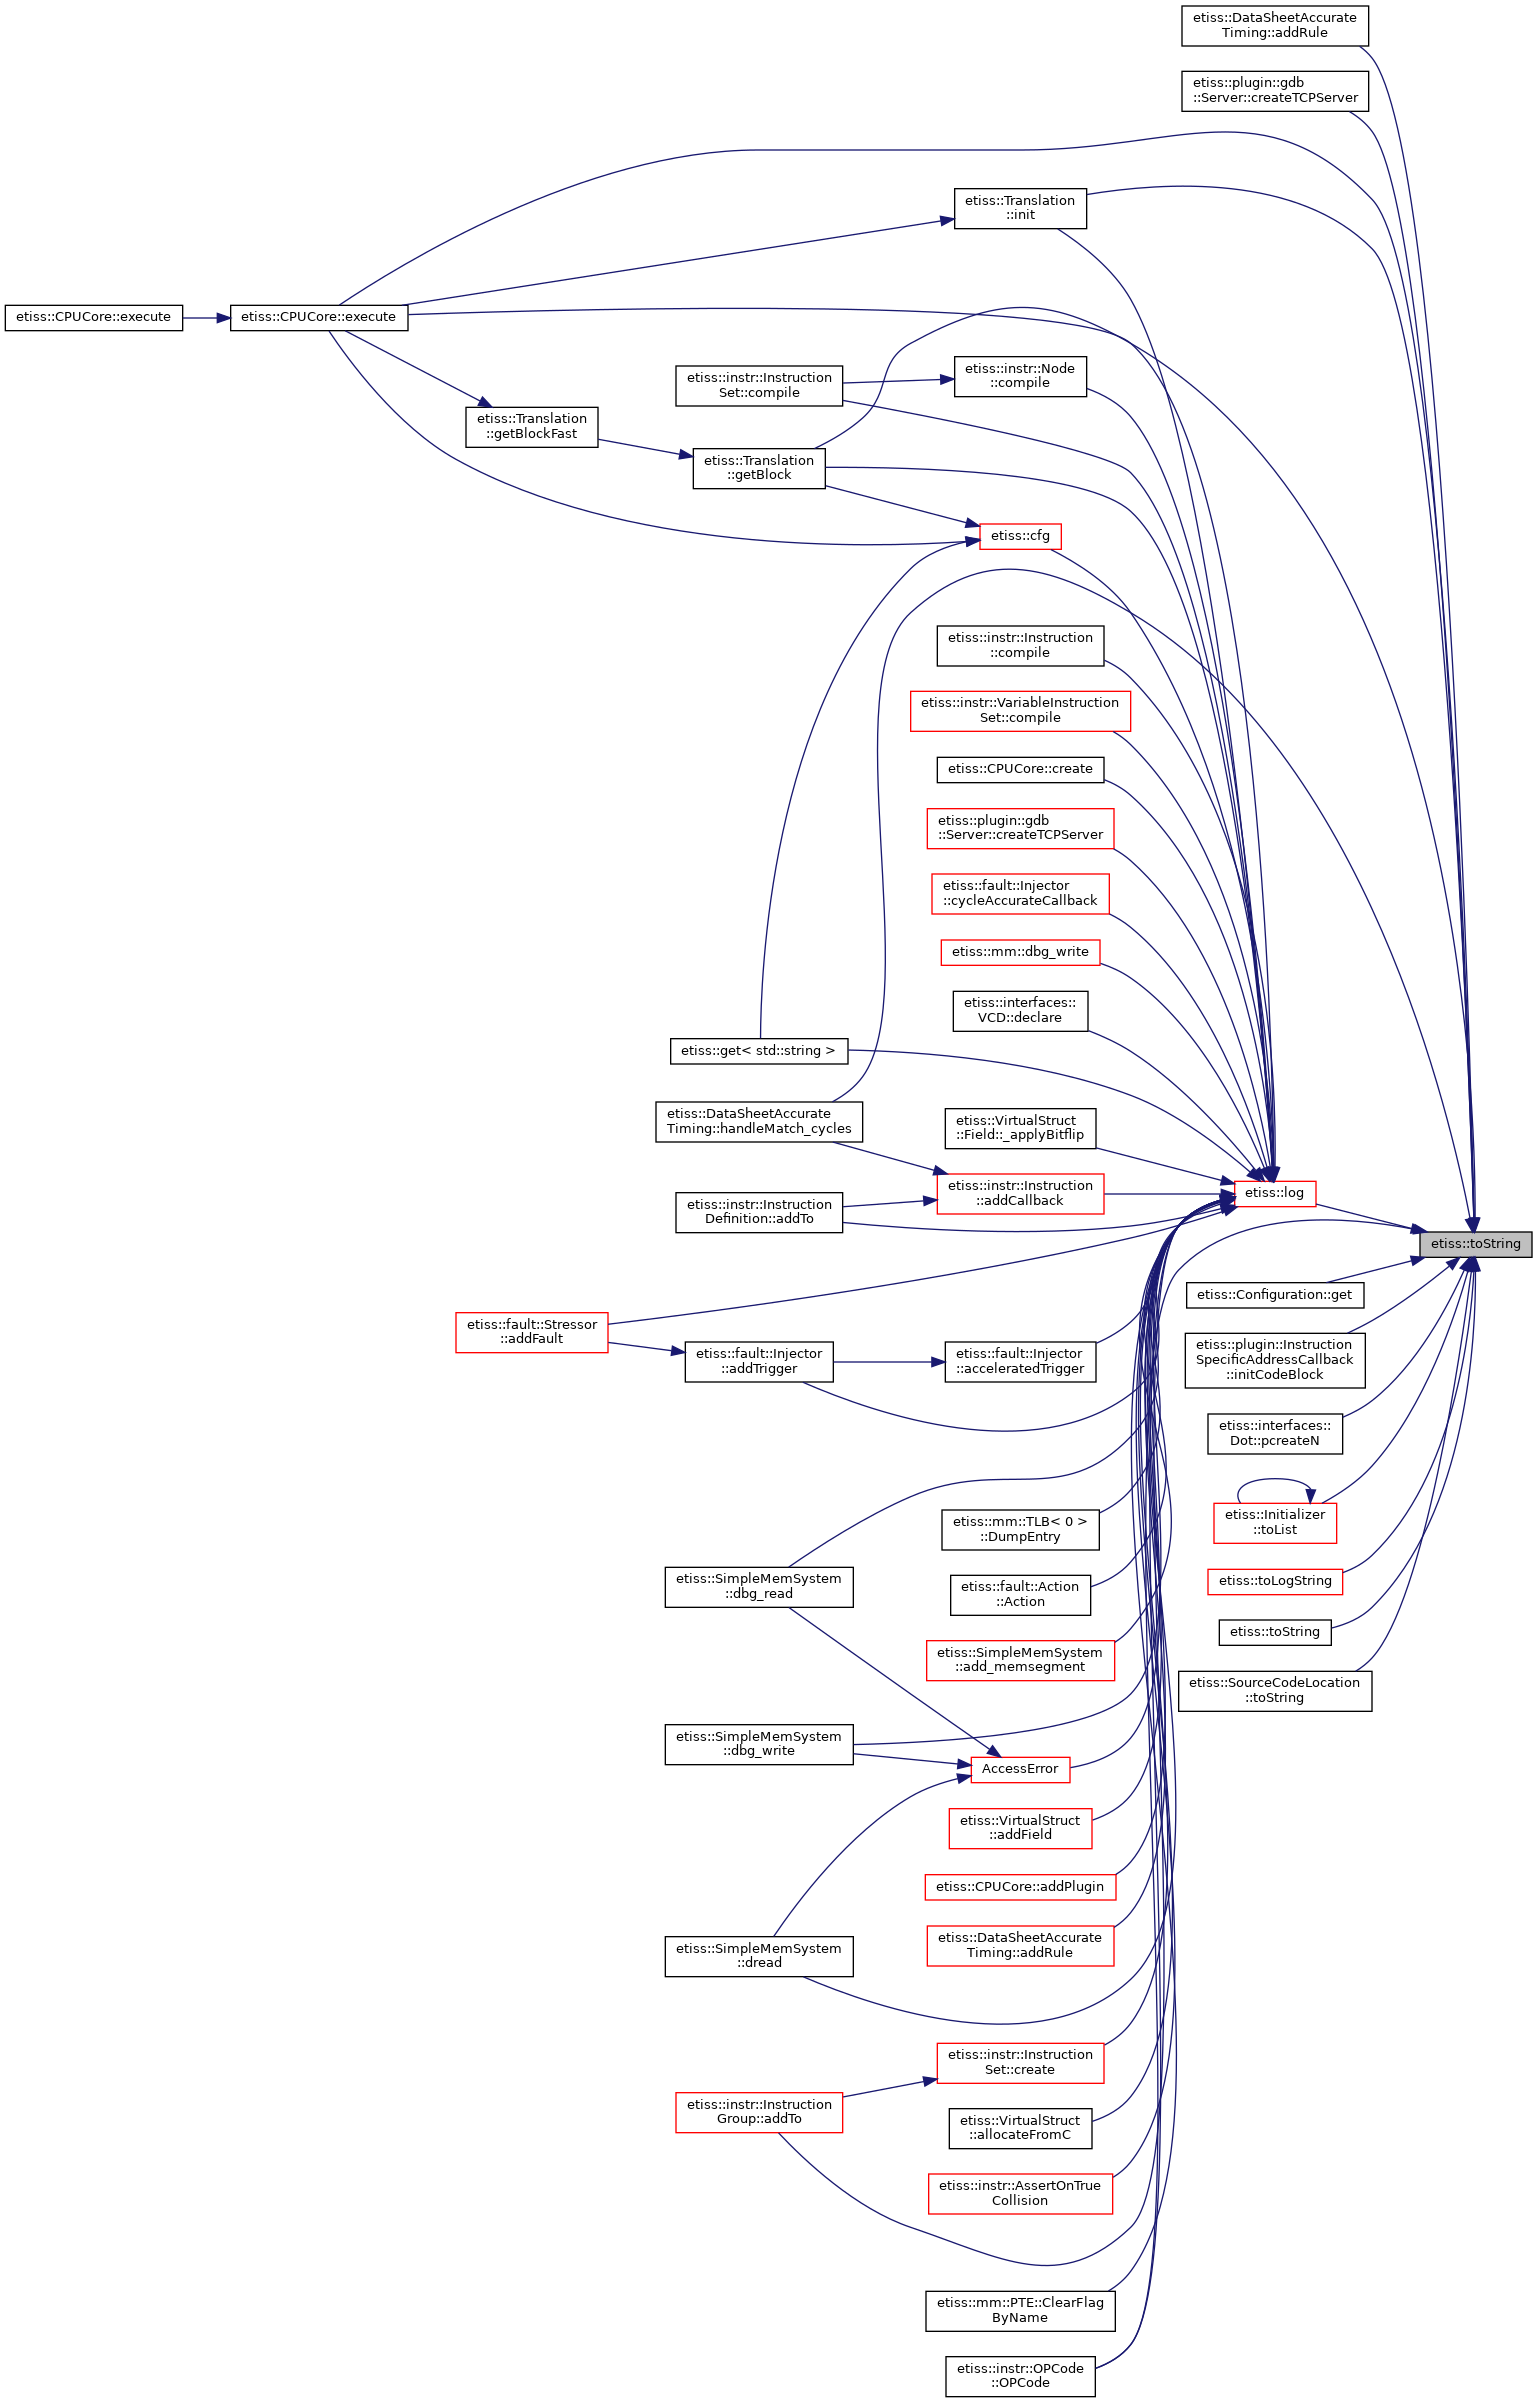 etiss::DataSheetAccurate
Timing::addRule
etiss::plugin::gdb
::Server::createTCPServer
etiss::Translation
::init
etiss::CPUCore::execute
etiss::CPUCore::execute
etiss::instr::Node
::compile
etiss::instr::Instruction
Set::compile
etiss::Translation
::getBlockFast
etiss::Translation
::getBlock
etiss::cfg
etiss::instr::Instruction
::compile
etiss::instr::VariableInstruction
Set::compile
etiss::CPUCore::create
etiss::plugin::gdb
::Server::createTCPServer
etiss::fault::Injector
::cycleAccurateCallback
etiss::mm::dbg_write
etiss::interfaces::
VCD::declare
etiss::get< std::string >
etiss::DataSheetAccurate
Timing::handleMatch_cycles
etiss::VirtualStruct
::Field::_applyBitflip
etiss::instr::Instruction
::addCallback
etiss::log
etiss::instr::Instruction
Definition::addTo
etiss::toString
etiss::Configuration::get
etiss::fault::Stressor
::addFault
etiss::fault::Injector
::addTrigger
etiss::fault::Injector
::acceleratedTrigger
etiss::plugin::Instruction
SpecificAddressCallback
::initCodeBlock
etiss::interfaces::
Dot::pcreateN
etiss::mm::TLB< 0 >
::DumpEntry
etiss::Initializer
::toList
etiss::SimpleMemSystem
::dbg_read
etiss::fault::Action
::Action
etiss::toLogString
etiss::toString
etiss::SimpleMemSystem
::add_memsegment
etiss::SourceCodeLocation
::toString
etiss::SimpleMemSystem
::dbg_write
AccessError
etiss::VirtualStruct
::addField
etiss::CPUCore::addPlugin
etiss::DataSheetAccurate
Timing::addRule
etiss::SimpleMemSystem
::dread
etiss::instr::Instruction
Set::create
etiss::instr::Instruction
Group::addTo
etiss::VirtualStruct
::allocateFromC
etiss::instr::AssertOnTrue
Collision
etiss::mm::PTE::ClearFlag
ByName
etiss::instr::OPCode
::OPCode